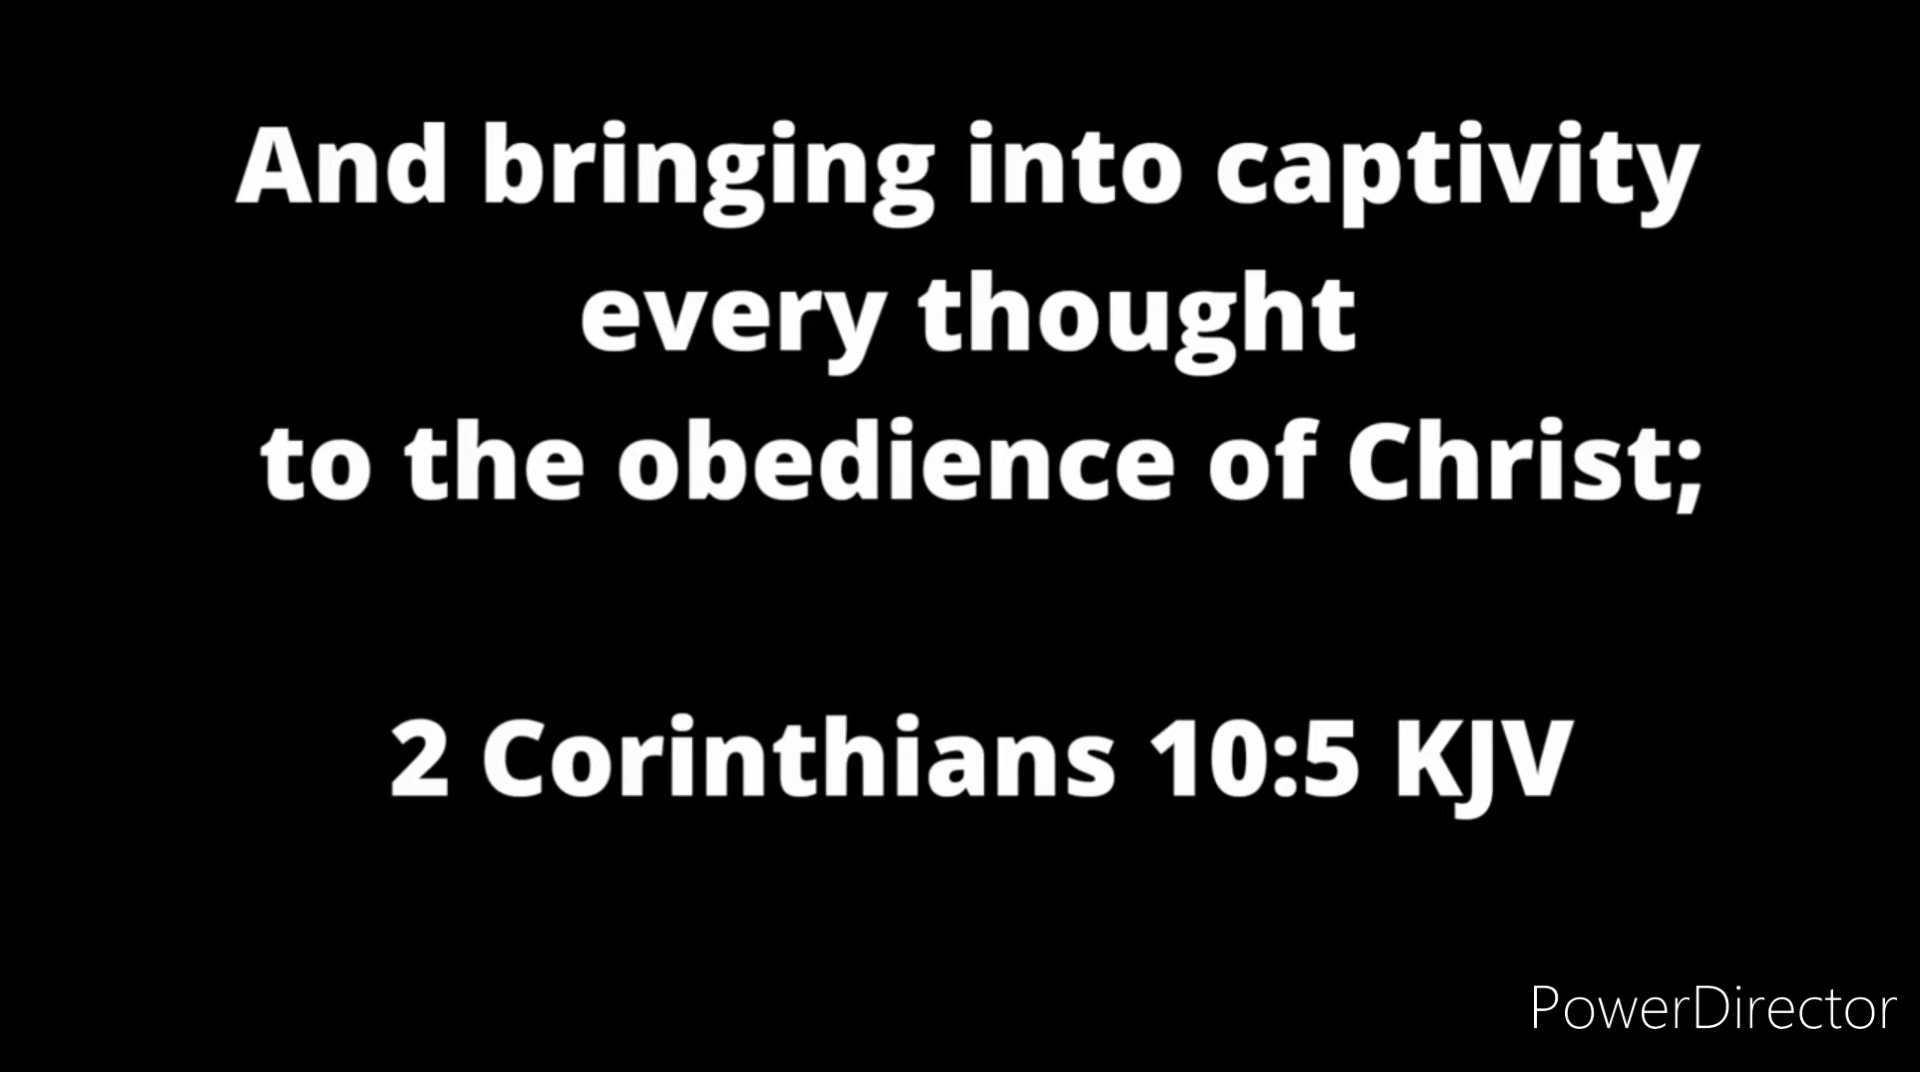 And bringing into captivity
every thought
to the obedience of Christ;
2 Corinthians 10:5 KJV
PowerDirector